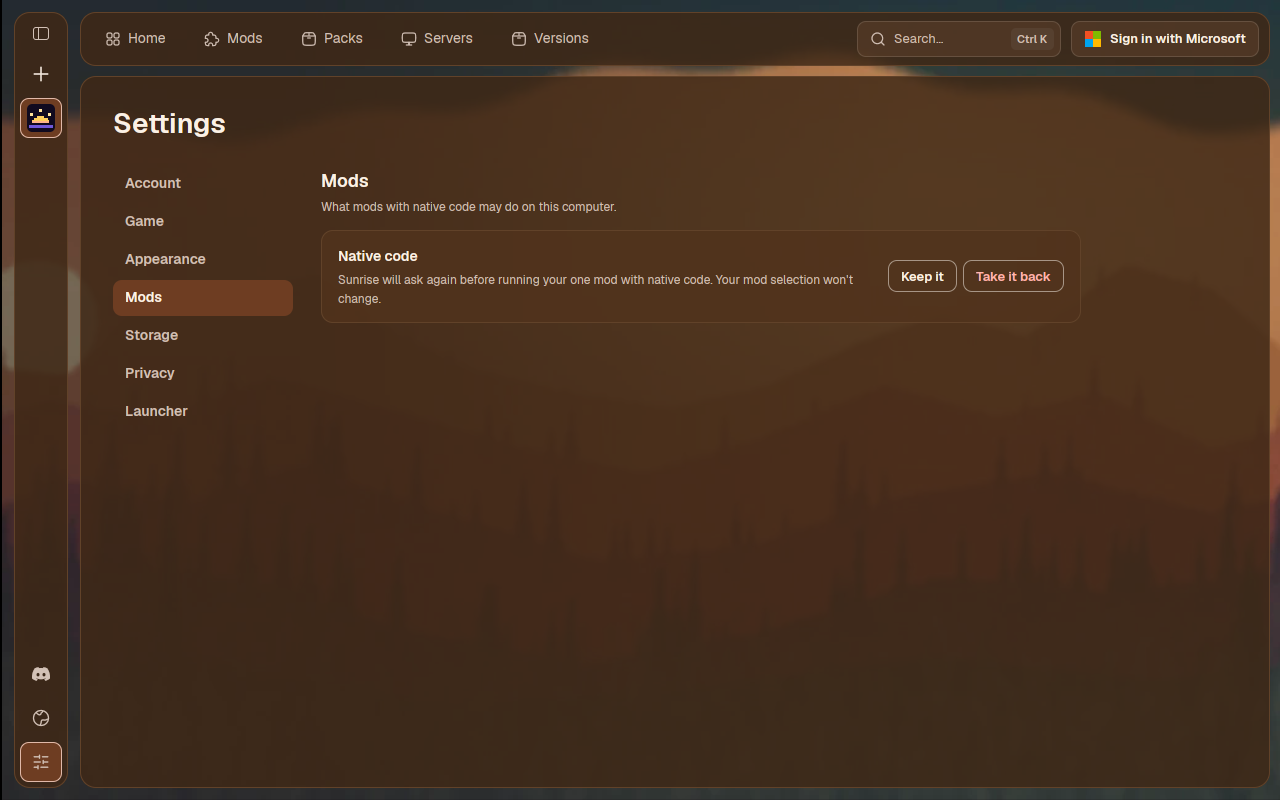 Home
Mods
Packs
Servers
Versions
Search...
Ctrl K
Sign in with Microsoft
Settings
Account
Game
Appearance
Mods
Storage
Privacy
Launcher
Mods
What mods with native code may do on this computer.
Native code
Sunrise will ask again before running your one mod with native code. Your mod selection won't
change.
Keep it
Take it back